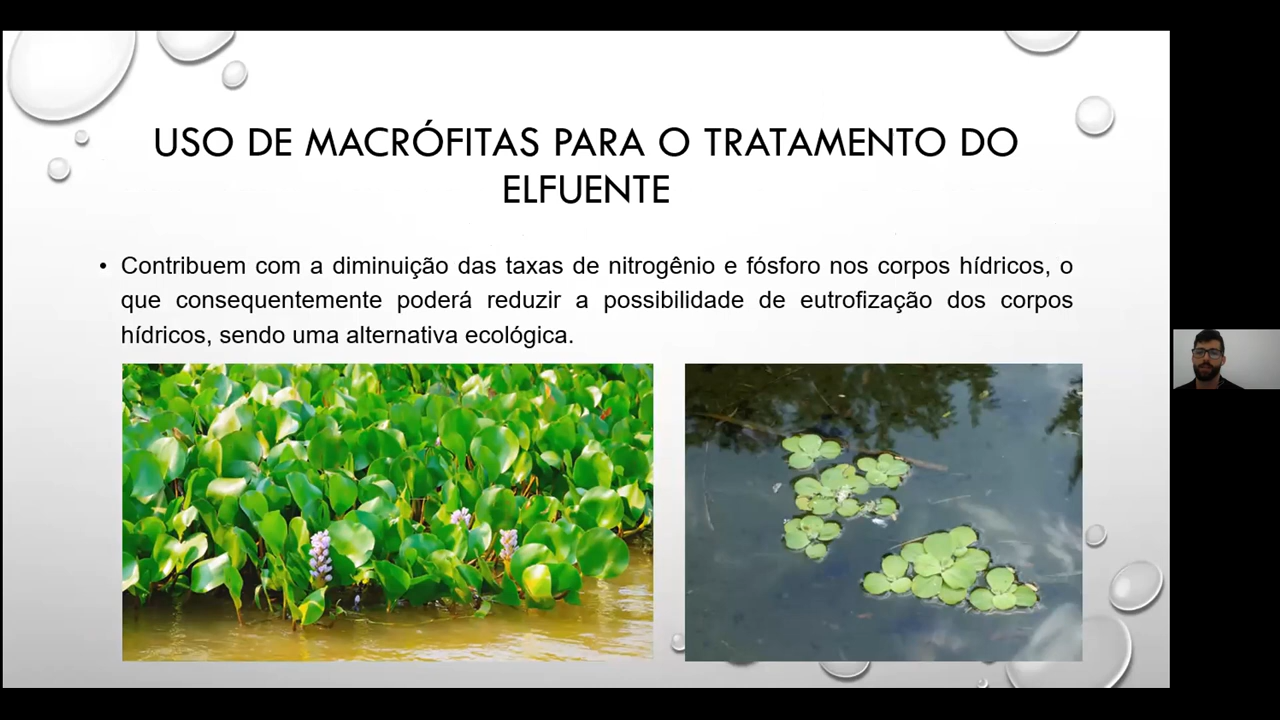 USO DE MACRÓFITAS PARA O TRATAMENTO DO
ELFUENTE
• Contribuem com a diminuição das taxas de nitrogênio e fósforo nos corpos hídricos, o
que consequentemente poderá reduzir a possibilidade de eutrofização dos corpos
hídricos, sendo uma alternativa ecológica.